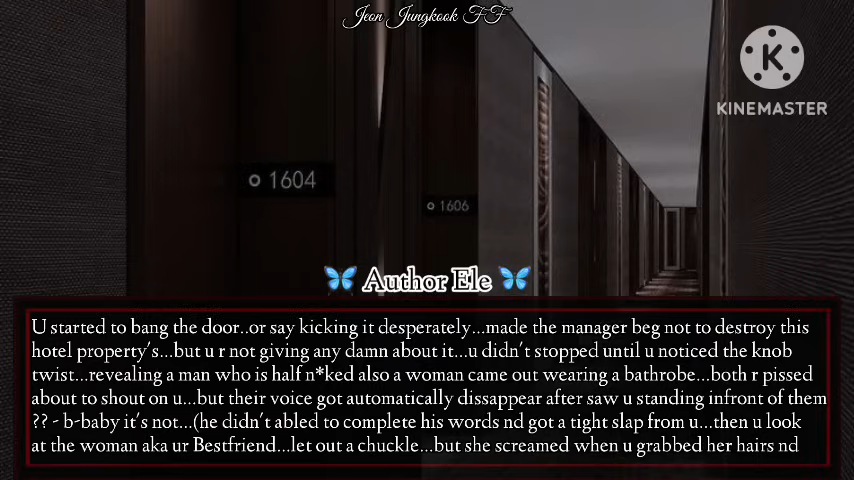 Jeon Jungkook FF
KINEMASTER
1604
1606
🦋 Author Ele 🦋
U started to bang the door..or say kicking it desperately...made the manager beg not to destroy this
hotel property's...but u r not giving any damn about it...u didn't stopped until u noticed the knob
twist...revealing a man who is half n*ked also a woman came out wearing a bathrobe...both r pissed
about to shout on u...but their voice got automatically dissappear after saw u standing infront of them
?? - b-baby it's not...(he didn't abled to complete his words nd got a tight slap from u...then u look
at the woman aka ur Bestfriend...let out a chuckle...but she screamed when u grabbed her hairs nd